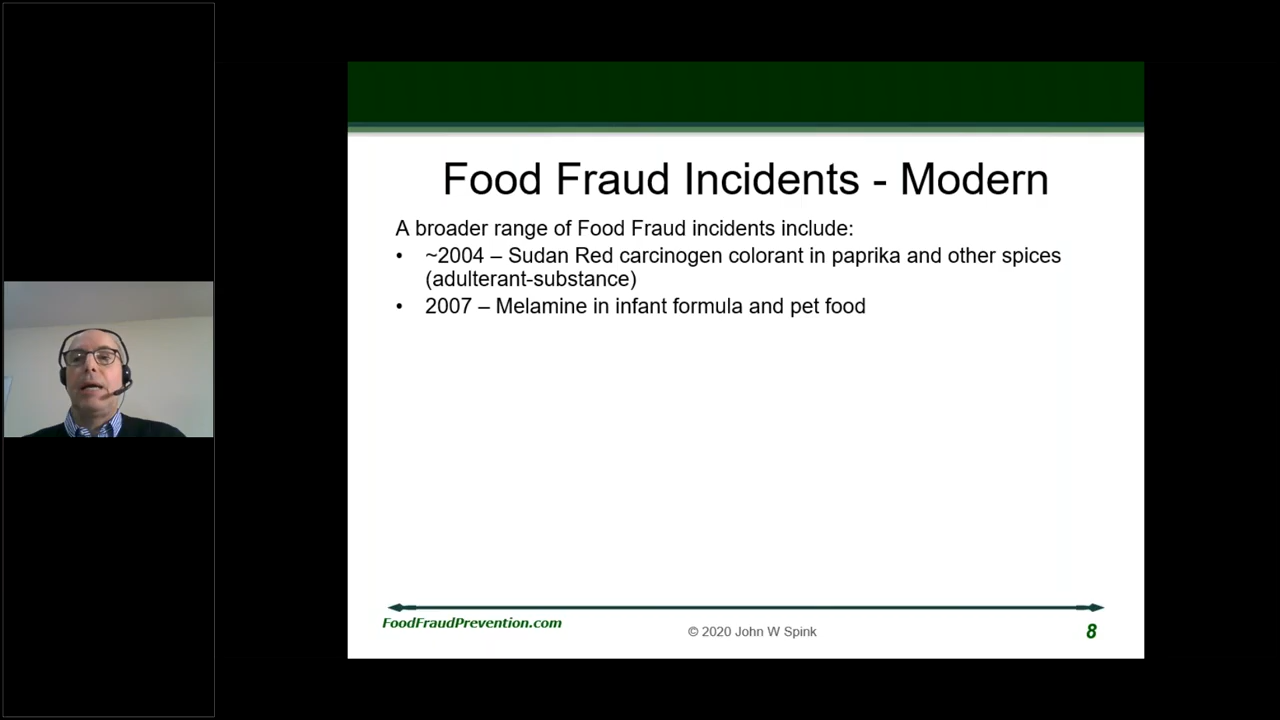 Food Fraud Incidents - Modern
A broader range of Food Fraud incidents include:
• ~2004 – Sudan Red carcinogen colorant in paprika and other spices
(adulterant-substance)
• 2007 – Melamine in infant formula and pet food
FoodFraudPrevention.com
© 2020 John W Spink
8